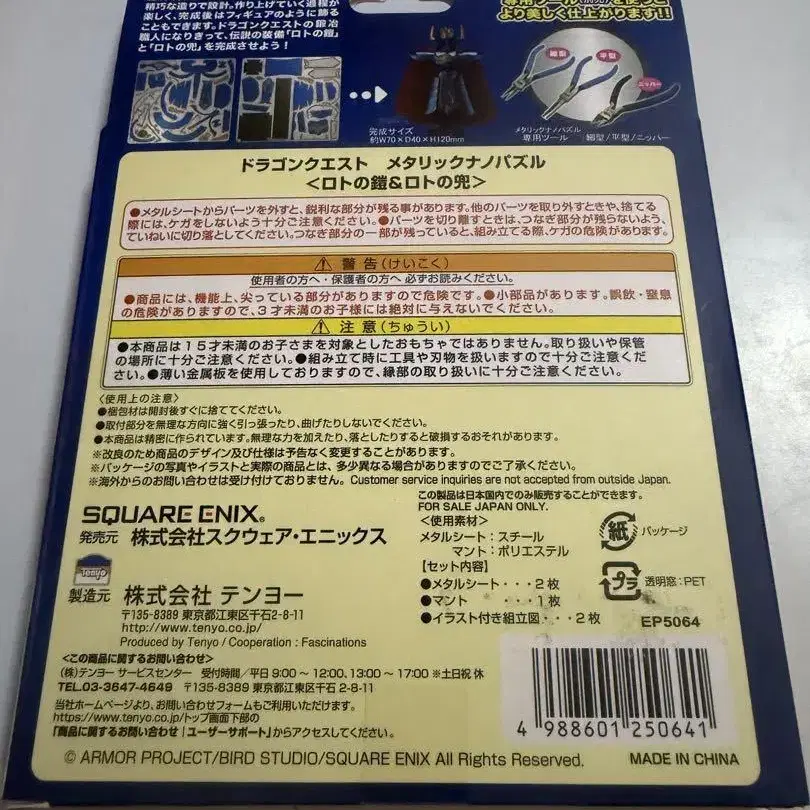 精巧な造りで設計。作り上げていく過程が
楽しく、完成後はフィギュアのように飾る
こともできます。ドラゴンクエストの鍛冶
職人になりきって、伝説の装備「ロトの鎧」
と「ロトの兜」を完成させよう!
より美しく仕上がります!!
細型
平型
ニッパー
完成サイズ
約W70×D40×H120mm
メタリックナノパズル
専用ツール
細型/平型/ニッパー
ドラゴンクエスト メタリックナノパズル
<ロトの鎧&ロトの兜>
●メタルシートからパーツを外すと、鋭利な部分が残る事があります。他のパーツを取り外すときや、捨てる
際には、ケガをしないよう十分ご注意ください。●パーツを切り離すときは、つなぎ部分が残らないよう、
ていねいに切り落としてください。つなぎ部分の一部が残っていると、組み立てる際、ケガの危険があります。
⚠ 警告(けいこく)
使用者の方へ・保護者の方へ 必ずお読みください。
●商品には、機能上、尖っている部分がありますので危険です。●小部品があります。誤飲・窒息
の危険がありますので、3才未満のお子様には絶対に与えないでください。
⚠ 注意(ちゅうい)
●本商品は15才未満のお子さまを対象としたおもちゃではありません。取り扱いや保管
の場所に十分ご注意ください。●組み立て時に工具や刃物を扱いますので十分ご注意くだ
さい。●薄い金属板を使用しておりますので、縁部の取り扱いに十分ご注意ください。
〈使用上の注意〉
●梱包材は開封後すぐに捨ててください。
●取付部分を無理な方向に強く引っ張ったり、曲げたりしないでください。
●本商品は精密に作られています。無理な力を加えたり、落としたりすると破損するおそれがあります。
※改良のため商品のデザイン及び仕様は予告なく変更することがあります。
※パッケージの写真やイラストと実際の商品とは、多少異なる場合がありますのでご了承ください。
※海外からのお問い合わせは受け付けておりません。Customer service inquiries are not accepted from outside Japan.
この製品は日本国内でのみ販売することができます。
FOR SALE JAPAN ONLY.
SQUARE ENIX®
発売元 株式会社スクウェア・エニックス
<使用素材>
メタルシート:スチール
マント:ポリエステル
【セット内容】
●メタルシート・・・2枚
●マント・・・・・・1枚
●イラスト付き組立図・・・2枚
紙 パッケージ
プラ 透明窓:PET
EP5064
Tenyo
製造元 株式会社 テンヨー
〒135-8389 東京都江東区千石2-8-11
http://www.tenyo.co.jp/
Produced by Tenyo / Cooperation : Fascinations
<この商品に関するお問い合わせ>
(株)テンヨー サービスセンター 受付時間/平日 9:00～12:00、13:00～17:00 ※土日祝 休
TEL.03-3647-4649 〒135-8389 東京都江東区千石 2-8-11
当社ホームページより、お問い合わせフォームもご利用いただけます。
https://www.tenyo.co.jp/トップ画面下部の
「商品に関するお問い合わせ|ユーザーサポート」からアクセスしてください。
4 988601 250641
© ARMOR PROJECT/BIRD STUDIO/SQUARE ENIX All Rights Reserved.
MADE IN CHINA